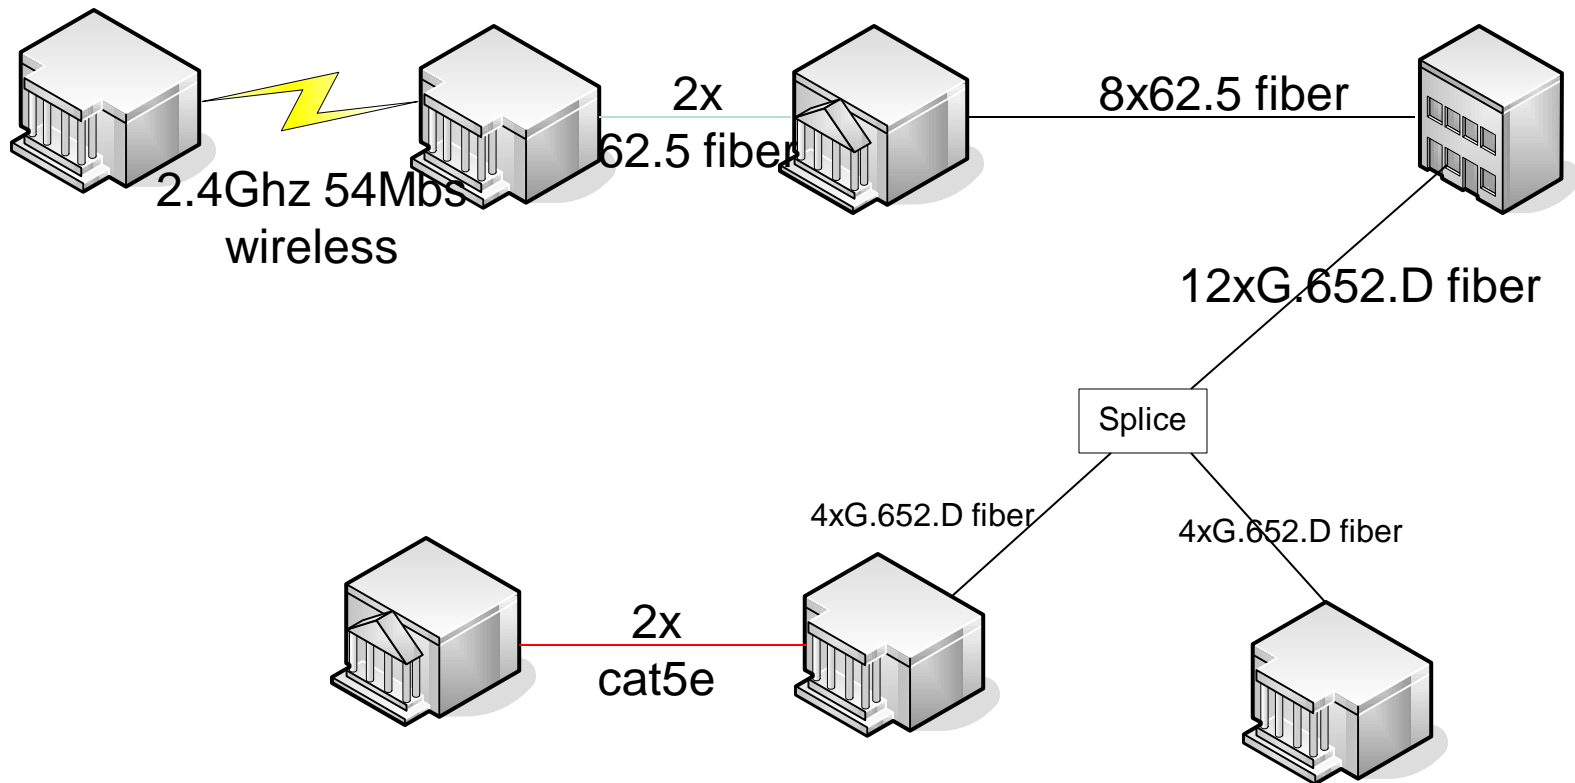 2x
62.5 fiber
8x62.5 fiber
2.4Ghz 54Mbs
wireless
12xG.652.D fiber
Splice
4xG.652.D fiber
4xG.652.D fiber
2x
cat5e